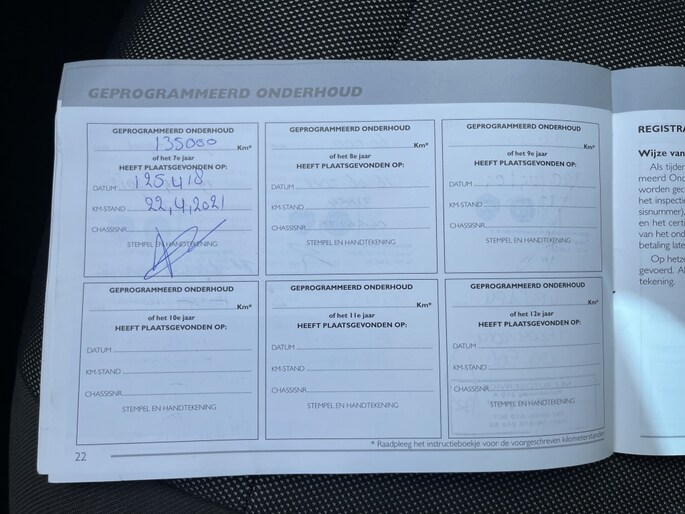 GEPROGRAMMEERD ONDERHOUD
GEPROGRAMMEERD ONDERHOUD
135000 Km*
of het 7e jaar
HEEFT PLAATSGEVONDEN OP:
DATUM 125.418
KM-STAND 22,4,2021
CHASSISNR.
STEMPEL EN HANDTEKENING
GEPROGRAMMEERD ONDERHOUD
Km*
of het 8e jaar
HEEFT PLAATSGEVONDEN OP:
DATUM
KM-STAND
CHASSISNR.
STEMPEL EN HANDTEKENING
GEPROGRAMMEERD ONDERHOUD
Km*
of het 9e jaar
HEEFT PLAATSGEVONDEN OP:
DATUM
KM-STAND
CHASSISNR.
STEMPEL EN HANDTEKENING
GEPROGRAMMEERD ONDERHOUD
Km*
of het 10e jaar
HEEFT PLAATSGEVONDEN OP:
DATUM
KM-STAND
CHASSISNR.
STEMPEL EN HANDTEKENING
GEPROGRAMMEERD ONDERHOUD
Km*
of het 11e jaar
HEEFT PLAATSGEVONDEN OP:
DATUM
KM-STAND
CHASSISNR.
STEMPEL EN HANDTEKENING
GEPROGRAMMEERD ONDERHOUD
Km*
of het 12e jaar
HEEFT PLAATSGEVONDEN OP:
DATUM
KM-STAND
CHASSISNR.
STEMPEL EN HANDTEKENING
* Raadpleeg het instructieboekje voor de voorgeschreven kilometerstanden
22
REGISTRA
Wijze van
Als tijden
meerd Ond
worden gec
het inspecti
sisnummer),
en het certi
van het ond
betaling late
Op hetze
gevoerd. Al
tekening.